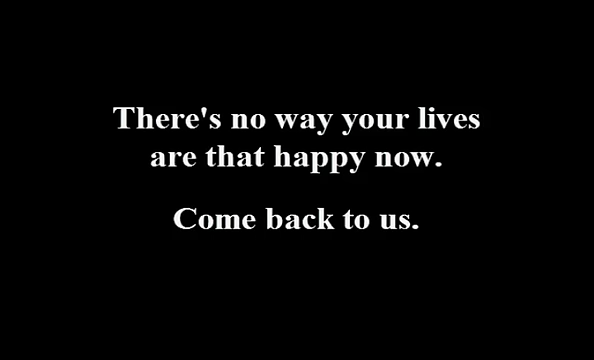 There's no way your lives
are that happy now.
Come back to us.